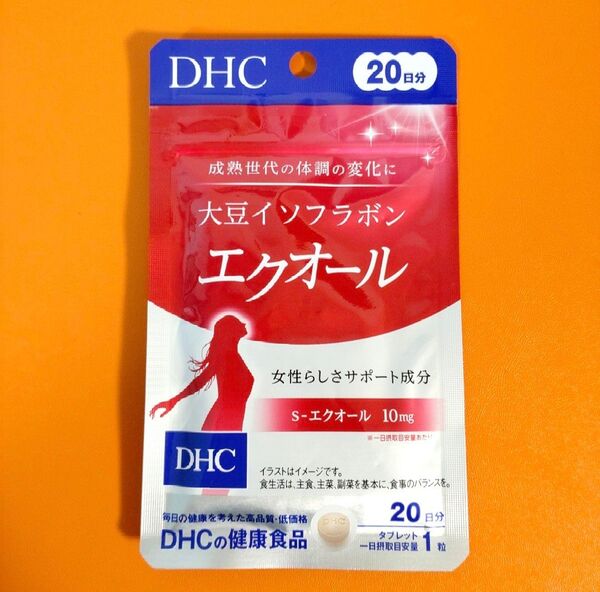 DHC
20日分
成熟世代の体調の変化に
大豆イソフラボン
エクオール
女性らしさサポート成分
S-エクオール 10mg
※一日摂取目安量あたり
DHC
イラストはイメージです。
食生活は、主食、主菜、副菜を基本に、食事のバランスを。
毎日の健康を考えた高品質・低価格
DHCの健康食品
DHC
20日分
タブレット
一日摂取目安量 1粒